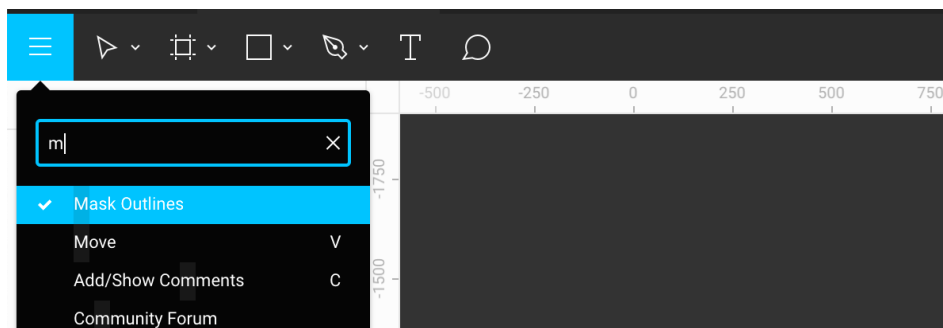 T
-500 -250 0 250 500 750
m
-1750
Mask Outlines
Move V
Add/Show Comments C
-1500
Community Forum